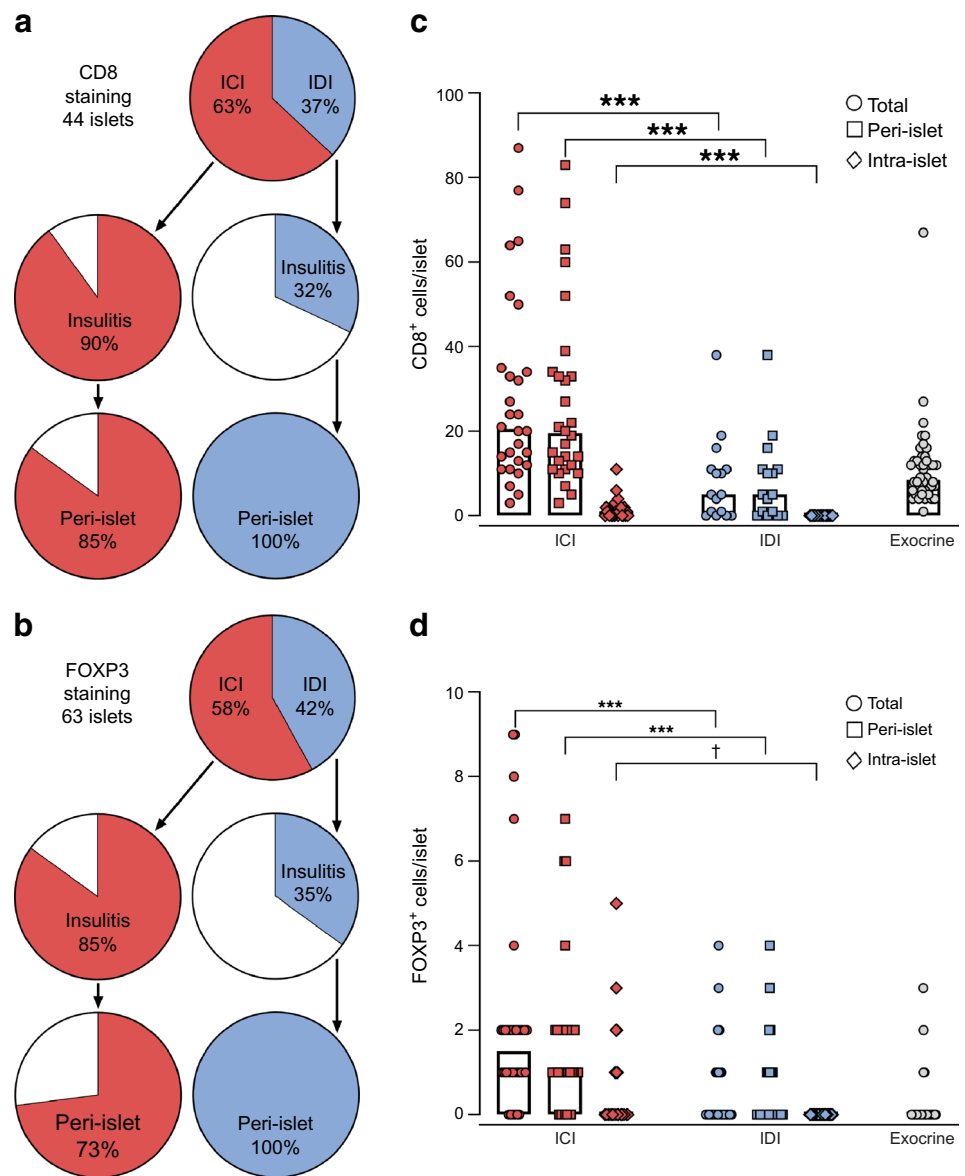 a
CD8
staining
44 islets
ICI
63%
IDI
37%
Insulitis
90%
Insulitis
32%
Peri-islet
85%
Peri-islet
100%
b
FOXP3
staining
63 islets
ICI
58%
IDI
42%
Insulitis
85%
Insulitis
35%
Peri-islet
73%
Peri-islet
100%
c
CD8⁺ cells/islet
100
80
60
40
20
0
***
***
***
Total
Peri-islet
Intra-islet
ICI
IDI
Exocrine
d
FOXP3⁺ cells/islet
10
8
6
4
2
0
***
***
†
Total
Peri-islet
Intra-islet
ICI
IDI
Exocrine